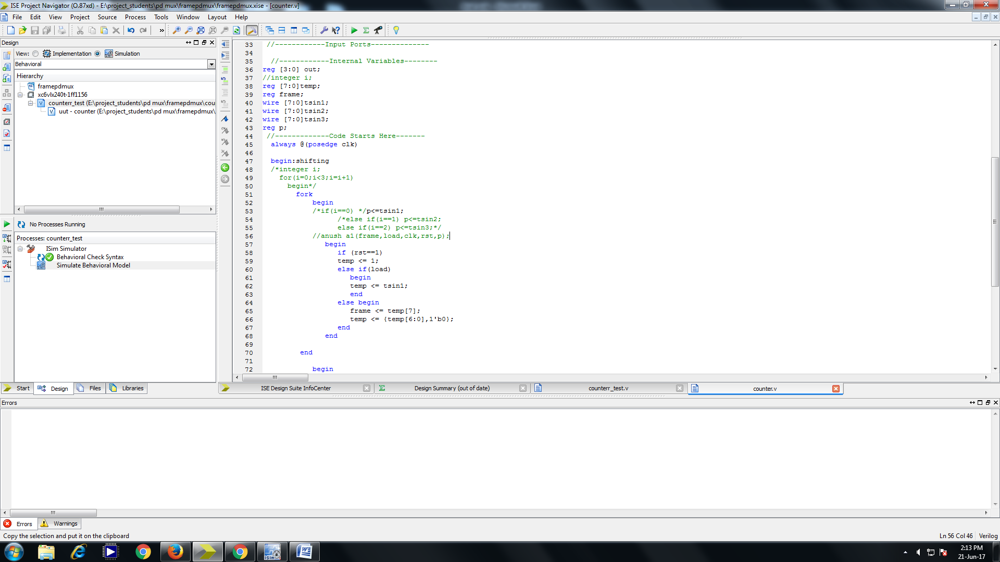 ISE Project Navigator (O.87xd) - E:\project_students\pd mux\framepdmux\framepdmux.xise - [counter.v]
File Edit View Project Source Process Tools Window Layout Help
»
Design
View: Implementation Simulation
Behavioral
Hierarchy
framepdmux
xc6vlx240t-1ff1156
counterr_test (E:\project_students\pd mux\framepdmux\cou
uut - counter (E:\project_students\pd mux\framepdmux\
No Processes Running
Processes: counterr_test
ISim Simulator
Behavioral Check Syntax
Simulate Behavioral Model
Start Design Files Libraries
33 //------------Input Ports--------------
34
35 //------------Internal Variables--------
36 reg [3:0] out;
37 //integer i;
38 reg [7:0]temp;
39 reg frame;
40 wire [7:0]tsin1;
41 wire [7:0]tsin2;
42 wire [7:0]tsin3;
43 reg p;
44 //-------------Code Starts Here-------
45 always @(posedge clk)
46
47 begin:shifting
48 /*integer i;
49 for(i=0;i<3;i=i+1)
50 begin*/
51 fork
52 begin
53 /*if(i==0) */p<=tsin1;
54 /*else if(i==1) p<=tsin2;
55 else if(i==2) p<=tsin3;*/
56 //anush a1(frame,load,clk,rst,p);
57 begin
58 if (rst==1)
59 temp <= 1;
60 else if(load)
61 begin
62 temp <= tsin1;
63 end
64 else begin
65 frame <= temp[7];
66 temp <= {temp[6:0],1'b0};
67 end
68 end
69
70 end
71
72 begin
ISE Design Suite InfoCenter Design Summary (out of date) counterr_test.v counter.v
Errors
Errors Warnings
Copy the selection and put it on the clipboard
Ln 56 Col 46 Verilog
ISim
2:13 PM
21-Jun-17